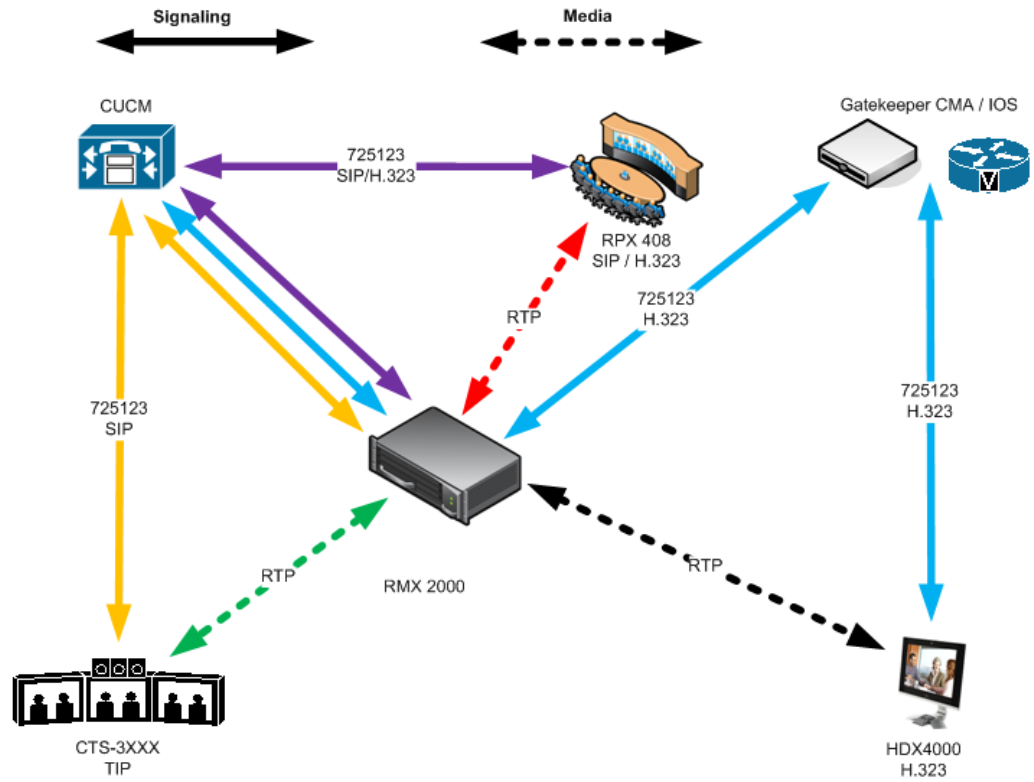 Signaling
Media
CUCM
Gatekeeper CMA / IOS
V
725123
SIP/H.323
RPX 408
SIP / H.323
725123
H.323
RTP
725123
SIP
725123
H.323
RTP
RMX 2000
RTP
CTS-3XXX
TIP
HDX4000
H.323